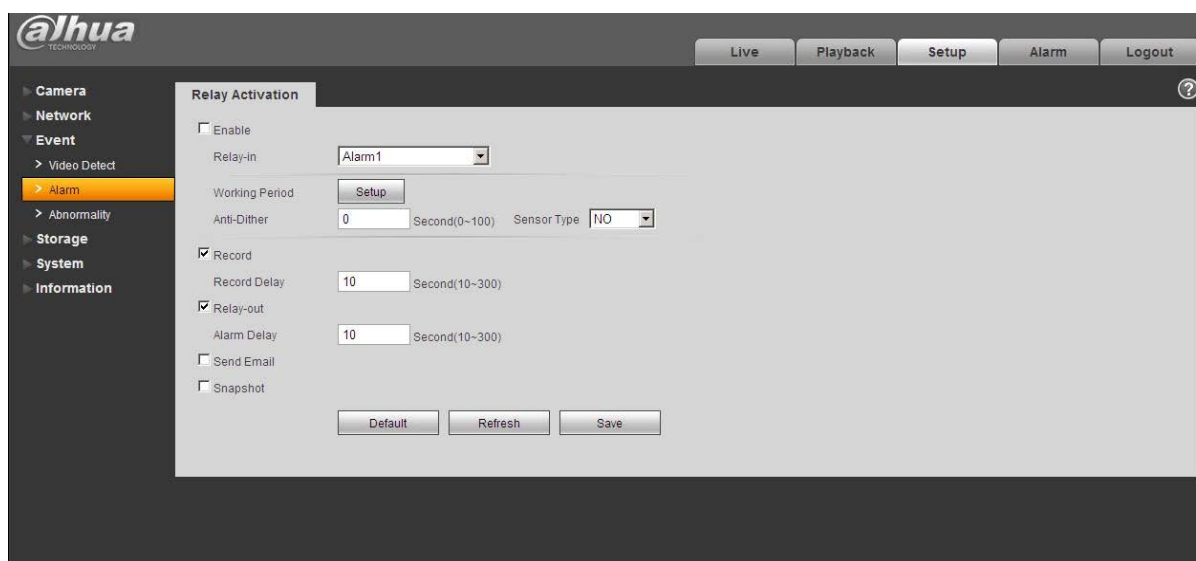 alhua
TECHNOLOGY
Live Playback Setup Alarm Logout
Camera
Network
Event
> Video Detect
> Alarm
> Abnormality
Storage
System
Information
Relay Activation
?
Enable
Relay-in Alarm1
Working Period Setup
Anti-Dither 0 Second(0~100) Sensor Type NO
Record
Record Delay 10 Second(10~300)
Relay-out
Alarm Delay 10 Second(10~300)
Send Email
Snapshot
Default Refresh Save